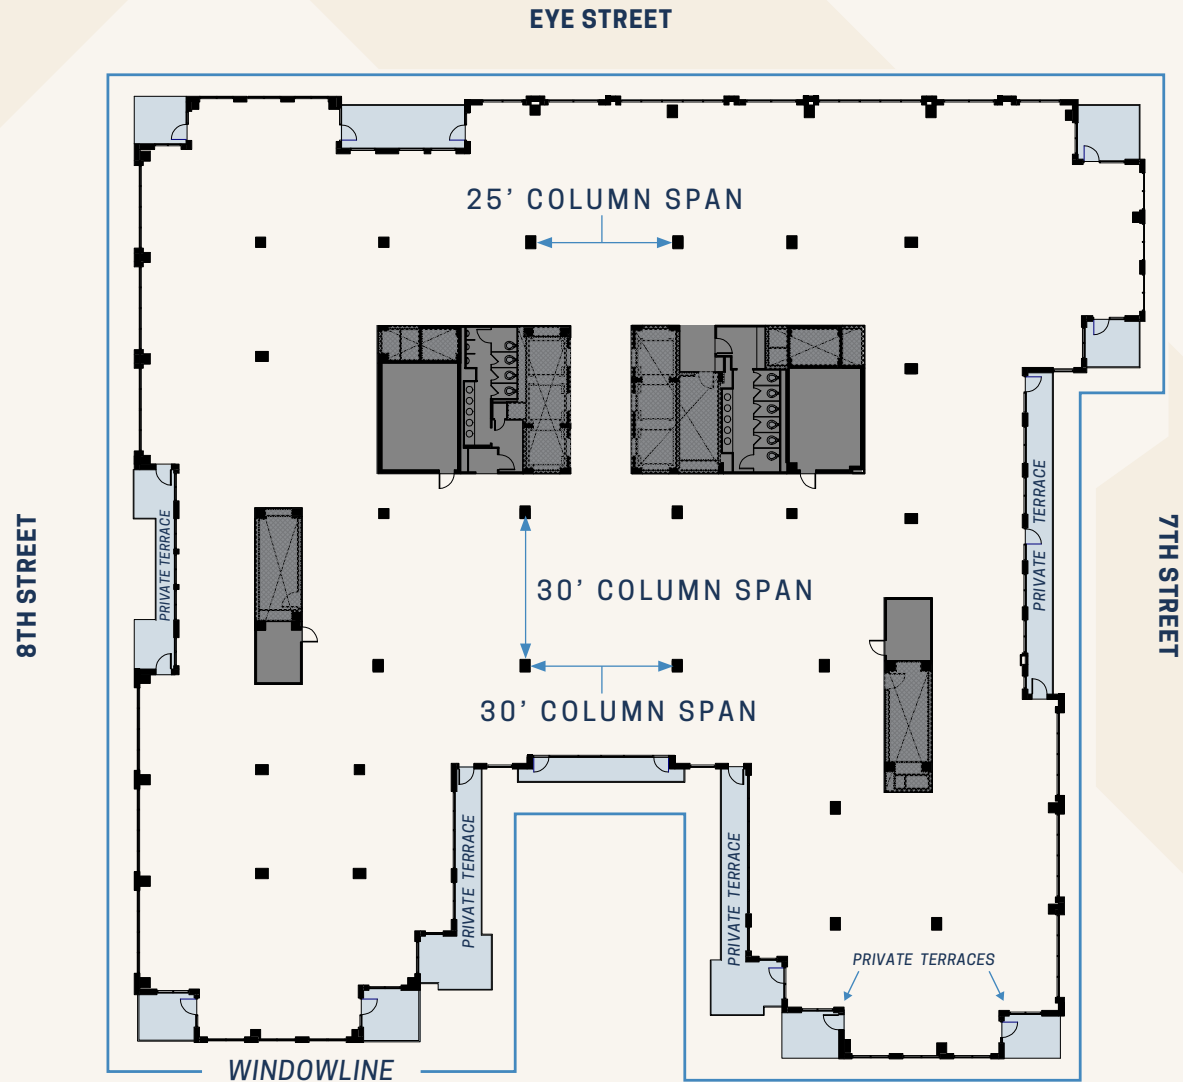 EYE STREET
25’ COLUMN SPAN
8TH STREET
PRIVATE TERRACE
PRIVATE TERRACE
7TH STREET
30’ COLUMN SPAN
30’ COLUMN SPAN
PRIVATE TERRACE
PRIVATE TERRACE
PRIVATE TERRACES
WINDOWLINE